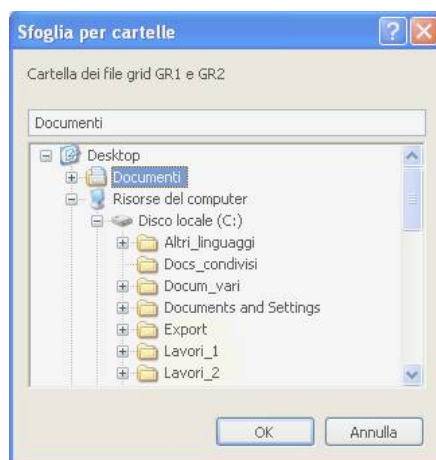 Sfoglia per cartelle
Cartella dei file grid GR1 e GR2
Documenti
Desktop
Documenti
Risorse del computer
Disco locale (C:)
Altri_linguaggi
Docs_condivisi
Docum_vari
Documents and Settings
Export
Lavori_1
Lavori_2
OK Annulla